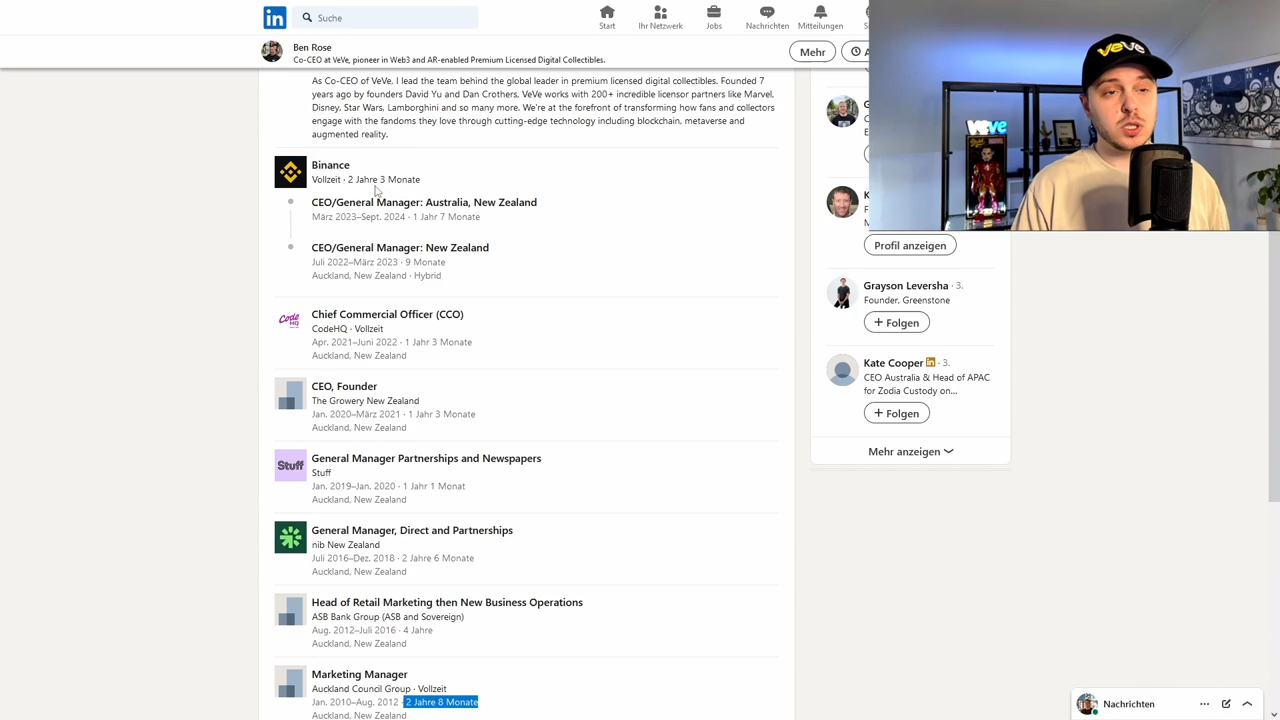 Suche
Start
Ihr Netzwerk
Jobs
Nachrichten
Mitteilungen
Ben Rose
Co-CEO at VeVe, pioneer in Web3 and AR-enabled Premium Licensed Digital Collectibles.
Mehr
As Co-CEO of VeVe, I lead the team behind the global leader in premium licensed digital collectibles. Founded 7
years ago by founders David Yu and Dan Crothers, VeVe works with 200+ incredible licensor partners like Marvel,
Disney, Star Wars, Lamborghini and so many more. We're at the forefront of transforming how fans and collectors
engage with the fandoms they love through cutting-edge technology including blockchain, metaverse and
augmented reality.
Binance
Vollzeit · 2 Jahre 3 Monate
CEO/General Manager: Australia, New Zealand
März 2023–Sept. 2024 · 1 Jahr 7 Monate
CEO/General Manager: New Zealand
Juli 2022–März 2023 · 9 Monate
Auckland, New Zealand · Hybrid
Code HQ
Chief Commercial Officer (CCO)
CodeHQ · Vollzeit
Apr. 2021–Juni 2022 · 1 Jahr 3 Monate
Auckland, New Zealand
CEO, Founder
The Growery New Zealand
Jan. 2020–März 2021 · 1 Jahr 3 Monate
Auckland, New Zealand
Stuff
General Manager Partnerships and Newspapers
Stuff
Jan. 2019–Jan. 2020 · 1 Jahr 1 Monat
Auckland, New Zealand
General Manager, Direct and Partnerships
nib New Zealand
Juli 2016–Dez. 2018 · 2 Jahre 6 Monate
Auckland, New Zealand
Head of Retail Marketing then New Business Operations
ASB Bank Group (ASB and Sovereign)
Aug. 2012–Juli 2016 · 4 Jahre
Auckland, New Zealand
Marketing Manager
Auckland Council Group · Vollzeit
Jan. 2010–Aug. 2012 · 2 Jahre 8 Monate
Auckland, New Zealand
Profil anzeigen
Grayson Leversha · 3.
Founder, Greenstone
+ Folgen
Kate Cooper in · 3.
CEO Australia & Head of APAC
for Zodia Custody on...
+ Folgen
Mehr anzeigen
Nachrichten
VeVe
VeVe